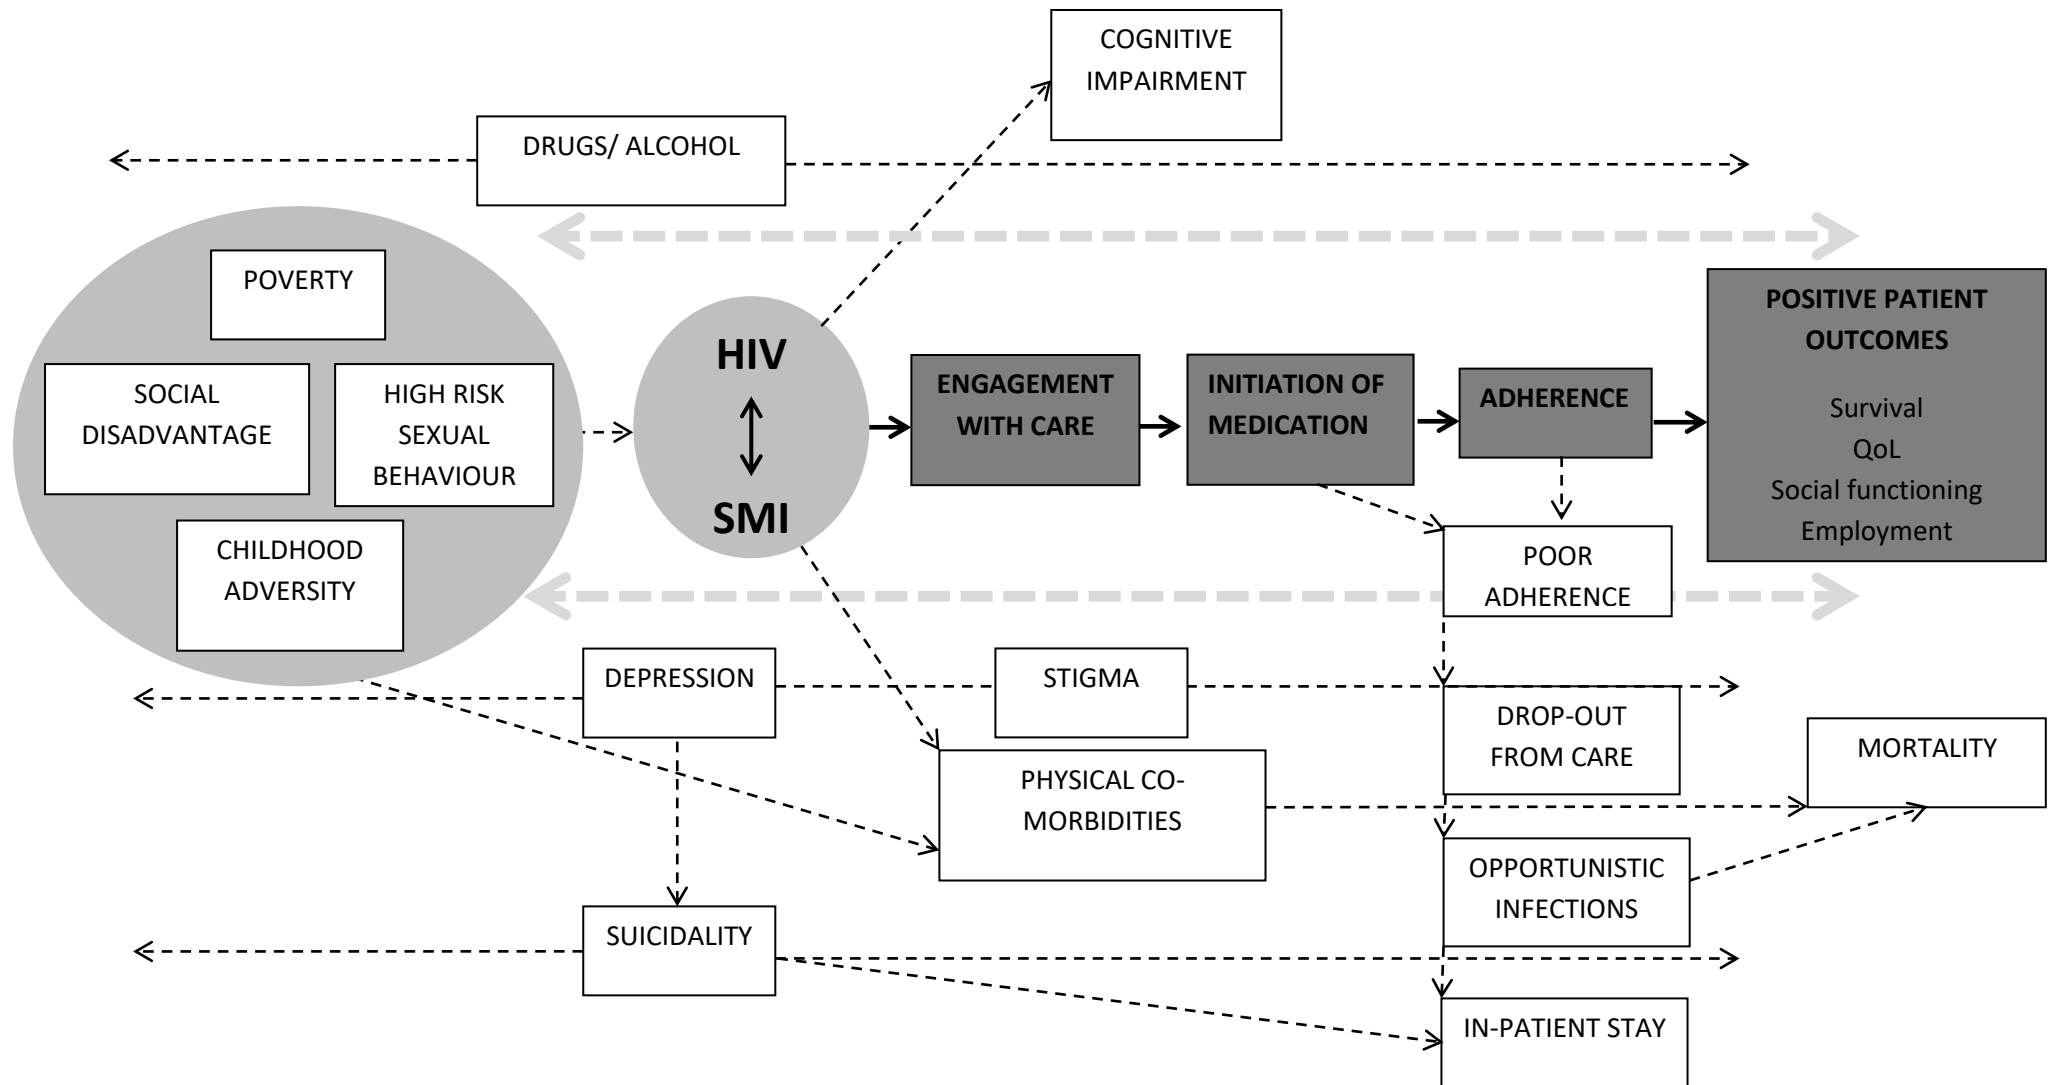 COGNITIVE
IMPAIRMENT
DRUGS/ ALCOHOL
POVERTY
SOCIAL
DISADVANTAGE
HIGH RISK
SEXUAL
BEHAVIOUR
CHILDHOOD
ADVERSITY
HIV
SMI
ENGAGEMENT
WITH CARE
INITIATION OF
MEDICATION
ADHERENCE
POSITIVE PATIENT
OUTCOMES
Survival
QoL
Social functioning
Employment
POOR
ADHERENCE
DEPRESSION
STIGMA
DROP-OUT
FROM CARE
MORTALITY
PHYSICAL CO-
MORBIDITIES
OPPORTUNISTIC
INFECTIONS
SUICIDALITY
IN-PATIENT STAY